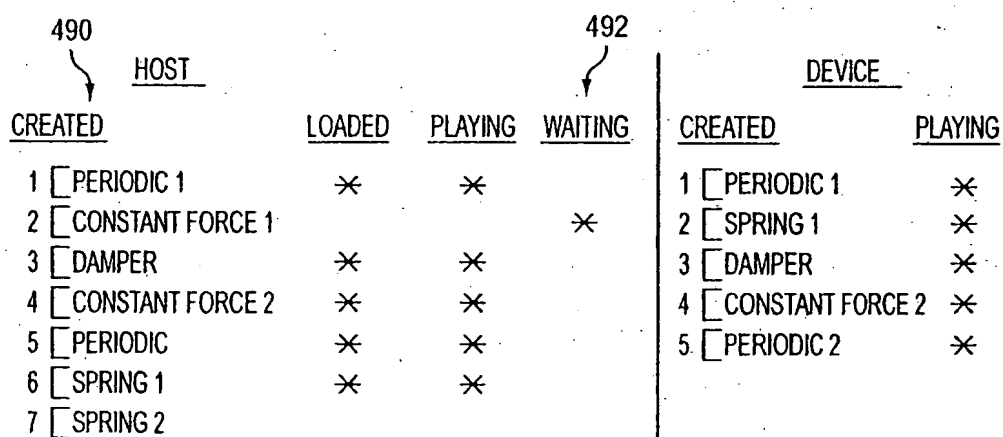 490 492
HOST DEVICE
CREATED LOADED PLAYING WAITING CREATED PLAYING
1 PERIODIC 1 * * 1 PERIODIC 1 *
2 CONSTANT FORCE 1 * 2 SPRING 1 *
3 DAMPER * * 3 DAMPER *
4 CONSTANT FORCE 2 * * 4 CONSTANT FORCE 2 *
5 PERIODIC * * 5 PERIODIC 2 *
6 SPRING 1 * *
7 SPRING 2